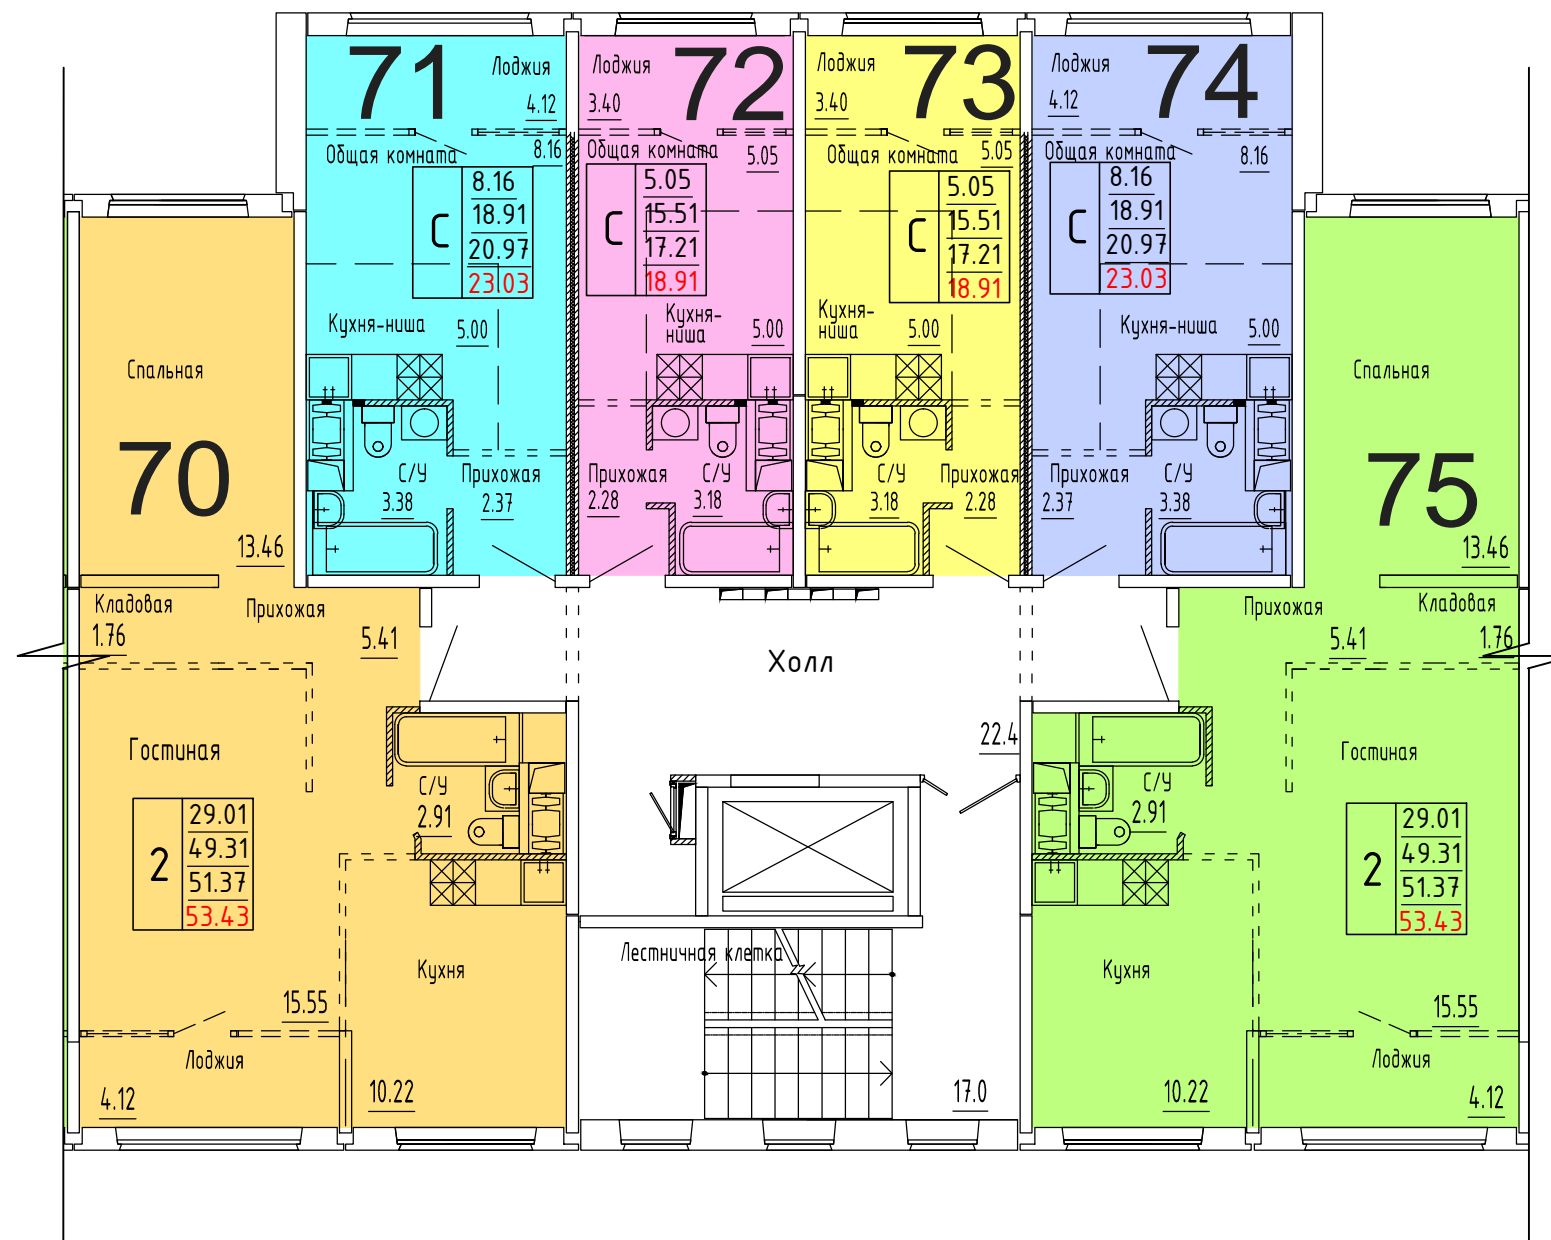 71
Лоджия
4.12
Общая комната
8.16
С
8.16
18.91
20.97
23.03
Кухня-ниша
5.00
С/У
3.38
Прихожая
2.37
72
Лоджия
3.40
Общая комната
5.05
С
5.05
15.51
17.21
18.91
Кухня-
ниша
5.00
Прихожая
2.28
С/У
3.18
73
Лоджия
3.40
Общая комната
5.05
С
5.05
15.51
17.21
18.91
Кухня-
ниша
5.00
С/У
3.18
Прихожая
2.28
74
Лоджия
4.12
Общая комната
8.16
С
8.16
18.91
20.97
23.03
Кухня-ниша
5.00
Прихожая
2.37
С/У
3.38
Спальная
70
13.46
Кладовая
1.76
Прихожая
5.41
Гостиная
2
29.01
49.31
51.37
53.43
С/У
2.91
Кухня
15.55
Лоджия
4.12
10.22
Холл
22.4
Лестничная клетка
17.0
Спальная
75
13.46
Прихожая
5.41
Кладовая
1.76
Гостиная
С/У
2.91
2
29.01
49.31
51.37
53.43
Кухня
15.55
Лоджия
10.22
4.12